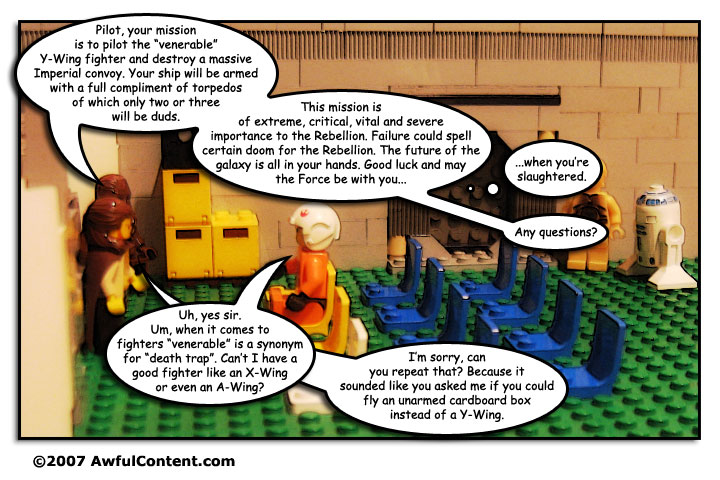 Pilot, your mission
is to pilot the “venerable”
Y-Wing fighter and destroy a massive
Imperial convoy. Your ship will be armed
with a full compliment of torpedos
of which only two or three
will be duds.
This mission is
of extreme, critical, vital and severe
importance to the Rebellion. Failure could spell
certain doom for the Rebellion. The future of the
galaxy is all in your hands. Good luck and may
the Force be with you...
...when you’re
slaughtered.
Any questions?
Uh, yes sir.
Um, when it comes to
fighters “venerable” is a synonym
for “death trap”. Can’t I have a
good fighter like an X-Wing
or even an A-Wing?
I’m sorry, can
you repeat that? Because it
sounded like you asked me if you could
fly an unarmed cardboard box
instead of a Y-Wing.
©2007 AwfulContent.com